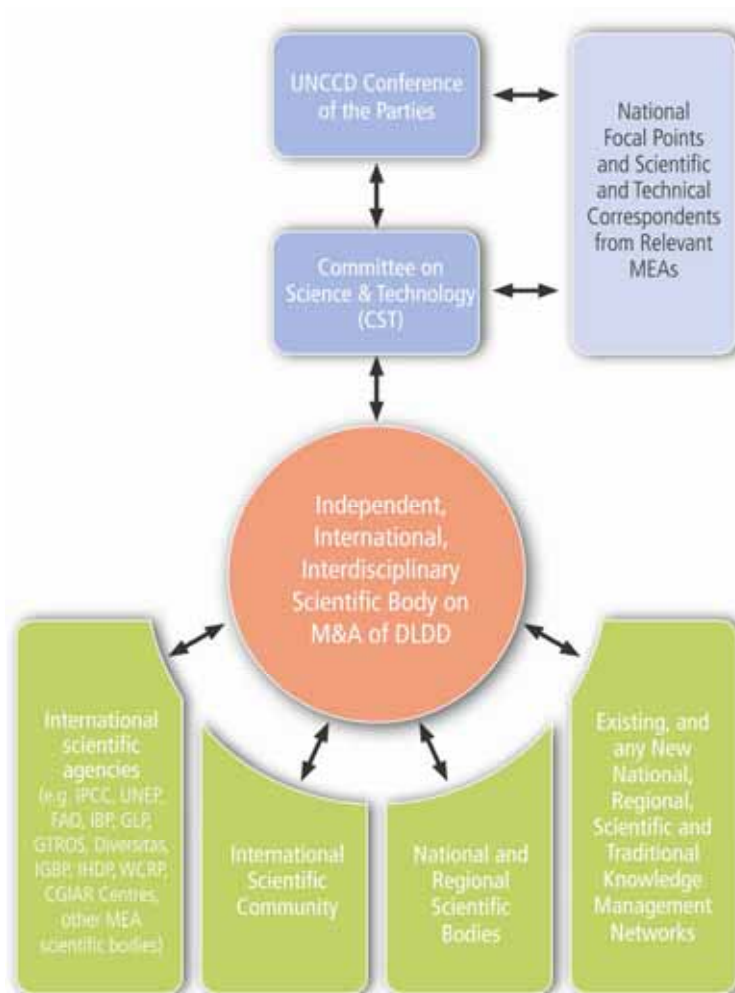 UNCCD Conference
of the Parties
National
Focal Points
and Scientific
and Technical
Correspondents
from Relevant
MEAs
Committee on
Science & Technology
(CST)
Independent,
International,
Interdisciplinary
Scientific Body on
M&A of DLDD
International
scientific
agencies
(e.g. IPCC, UNEP,
FAO, IBP, GLP,
GTROS, Diversitas,
IGBP, IHDP, WCRP,
CGIAR Centres,
other MEA
scientific bodies)
International
Scientific
Community
National and
Regional
Scientific
Bodies
Existing, and
any New
National,
Regional,
Scientific and
Traditional
Knowledge
Management
Networks